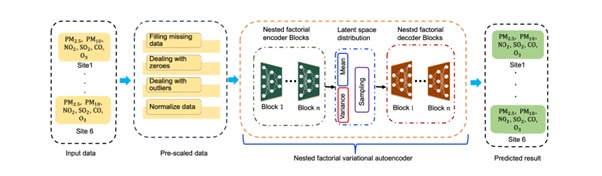 PM2.5, PM10,
NO2, SO2, CO,
O3
Site1
PM2.5, PM10,
NO2, SO2, CO,
O3
Site 6
Input data
Filling missing
data
Dealing with
zeroes
Dealing with
outliers
Normalize data
Pre-scaled data
Nested factorial
encoder Blocks
Block 1
Block n
Latent space
distribution
Mean
Variance
Sampling
Nestd factorial
decoder Blocks
Block
Block n
Nested factorial variational autoencoder
PM2.5, PM10,
NO2, SO2, CO,
O3
Site1
PM2.5, PM10,
NO2, SO2, CO,
O3
Site 6
Predicted result